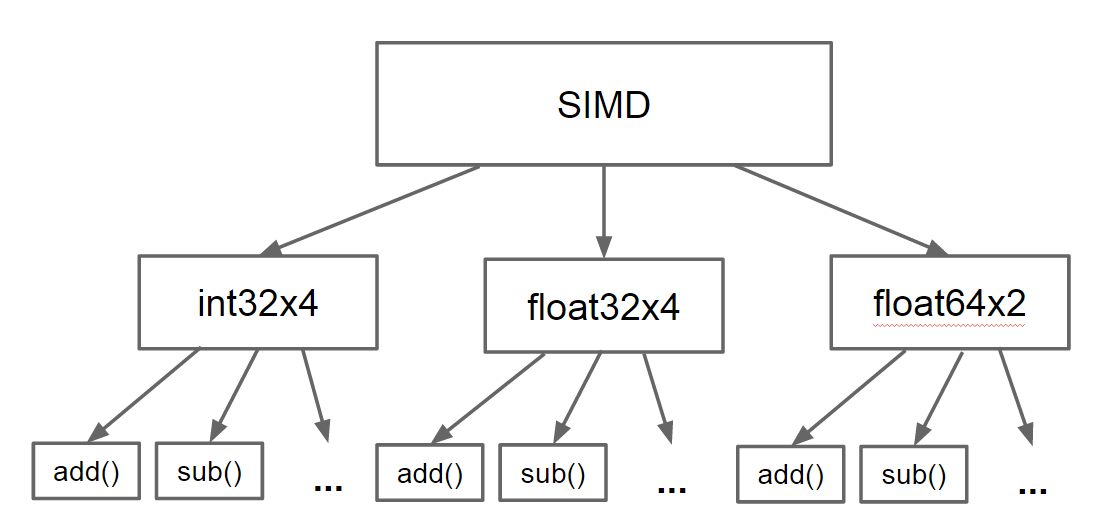 SIMD
int32x4
float32x4
float64x2
add()
sub()
...
add()
sub()
...
add()
sub()
...